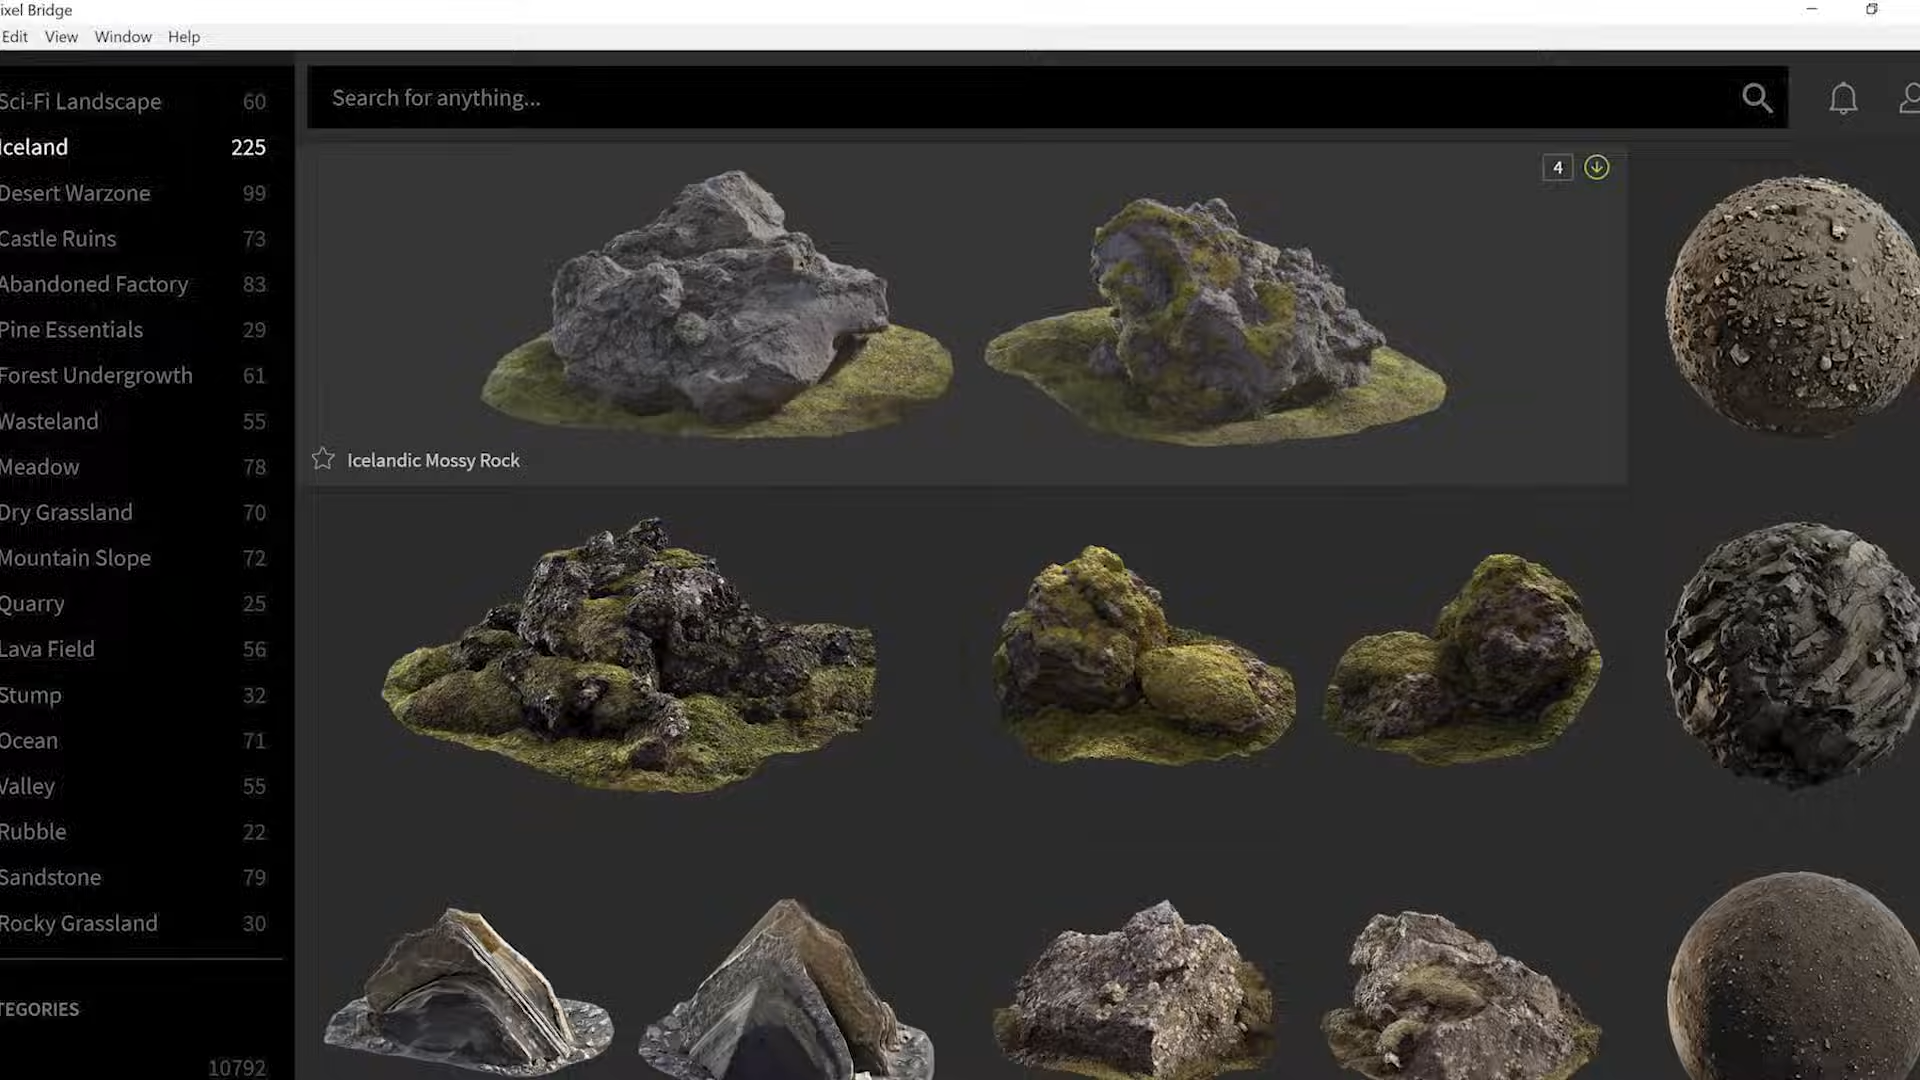 ixel Bridge
Edit View Window Help
Search for anything...
Sci-Fi Landscape 60
Iceland 225
Desert Warzone 99
Castle Ruins 73
Abandoned Factory 83
Pine Essentials 29
Forest Undergrowth 61
Wasteland 55
Meadow 78
Dry Grassland 70
Mountain Slope 72
Quarry 25
Lava Field 56
Stump 32
Ocean 71
Valley 55
Rubble 22
Sandstone 79
Rocky Grassland 30
TEGORIES
10792
4
Icelandic Mossy Rock